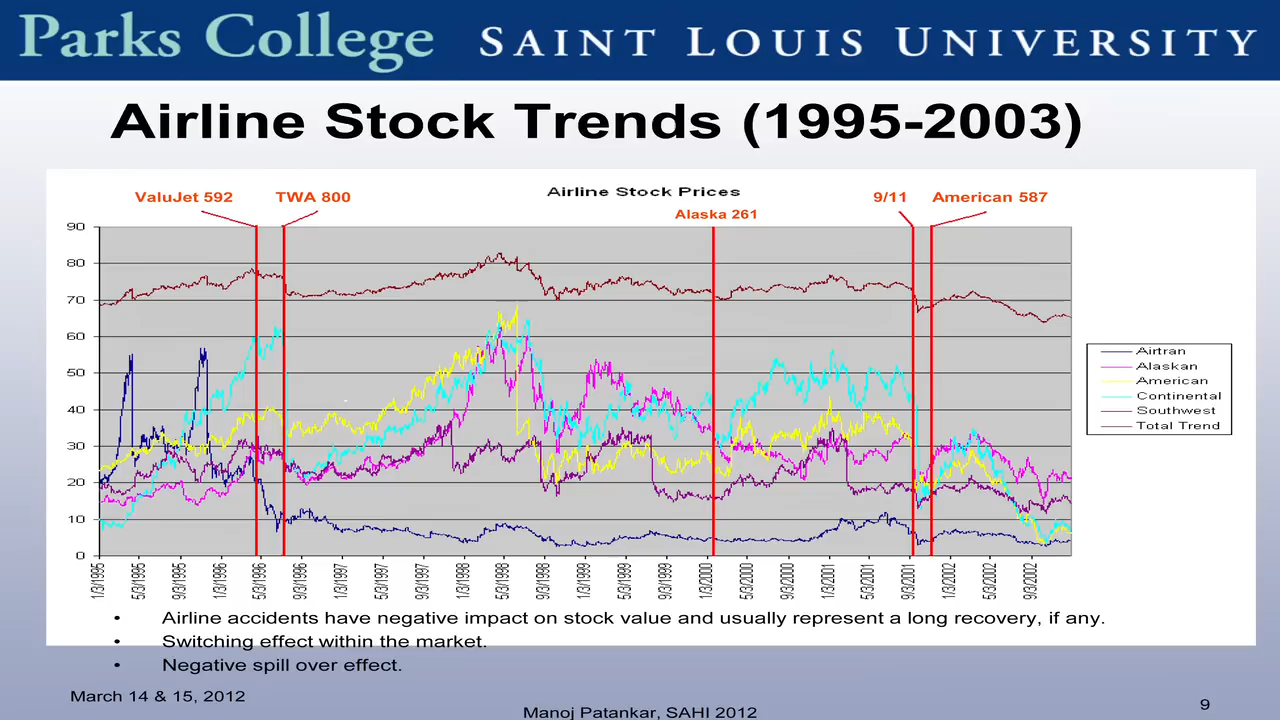 Parks College SAINT LOUIS UNIVERSITY
Airline Stock Trends (1995-2003)
Airline Stock Prices
ValuJet 592 TWA 800 Alaska 261 9/11 American 587
90
80
70
60
50
40
30
20
10
0
1/3/1995 5/3/1995 9/3/1995 1/3/1996 5/3/1996 9/3/1996 1/3/1997 5/3/1997 9/3/1997 1/3/1998 5/3/1998 9/3/1998 1/3/1999 5/3/1999 9/3/1999 1/3/2000 5/3/2000 9/3/2000 1/3/2001 5/3/2001 9/3/2001 1/3/2002 5/3/2002 9/3/2002
Airtran
Alaskan
American
Continental
Southwest
Total Trend
• Airline accidents have negative impact on stock value and usually represent a long recovery, if any.
• Switching effect within the market.
• Negative spill over effect.
March 14 & 15, 2012
Manoj Patankar, SAHI 2012
9